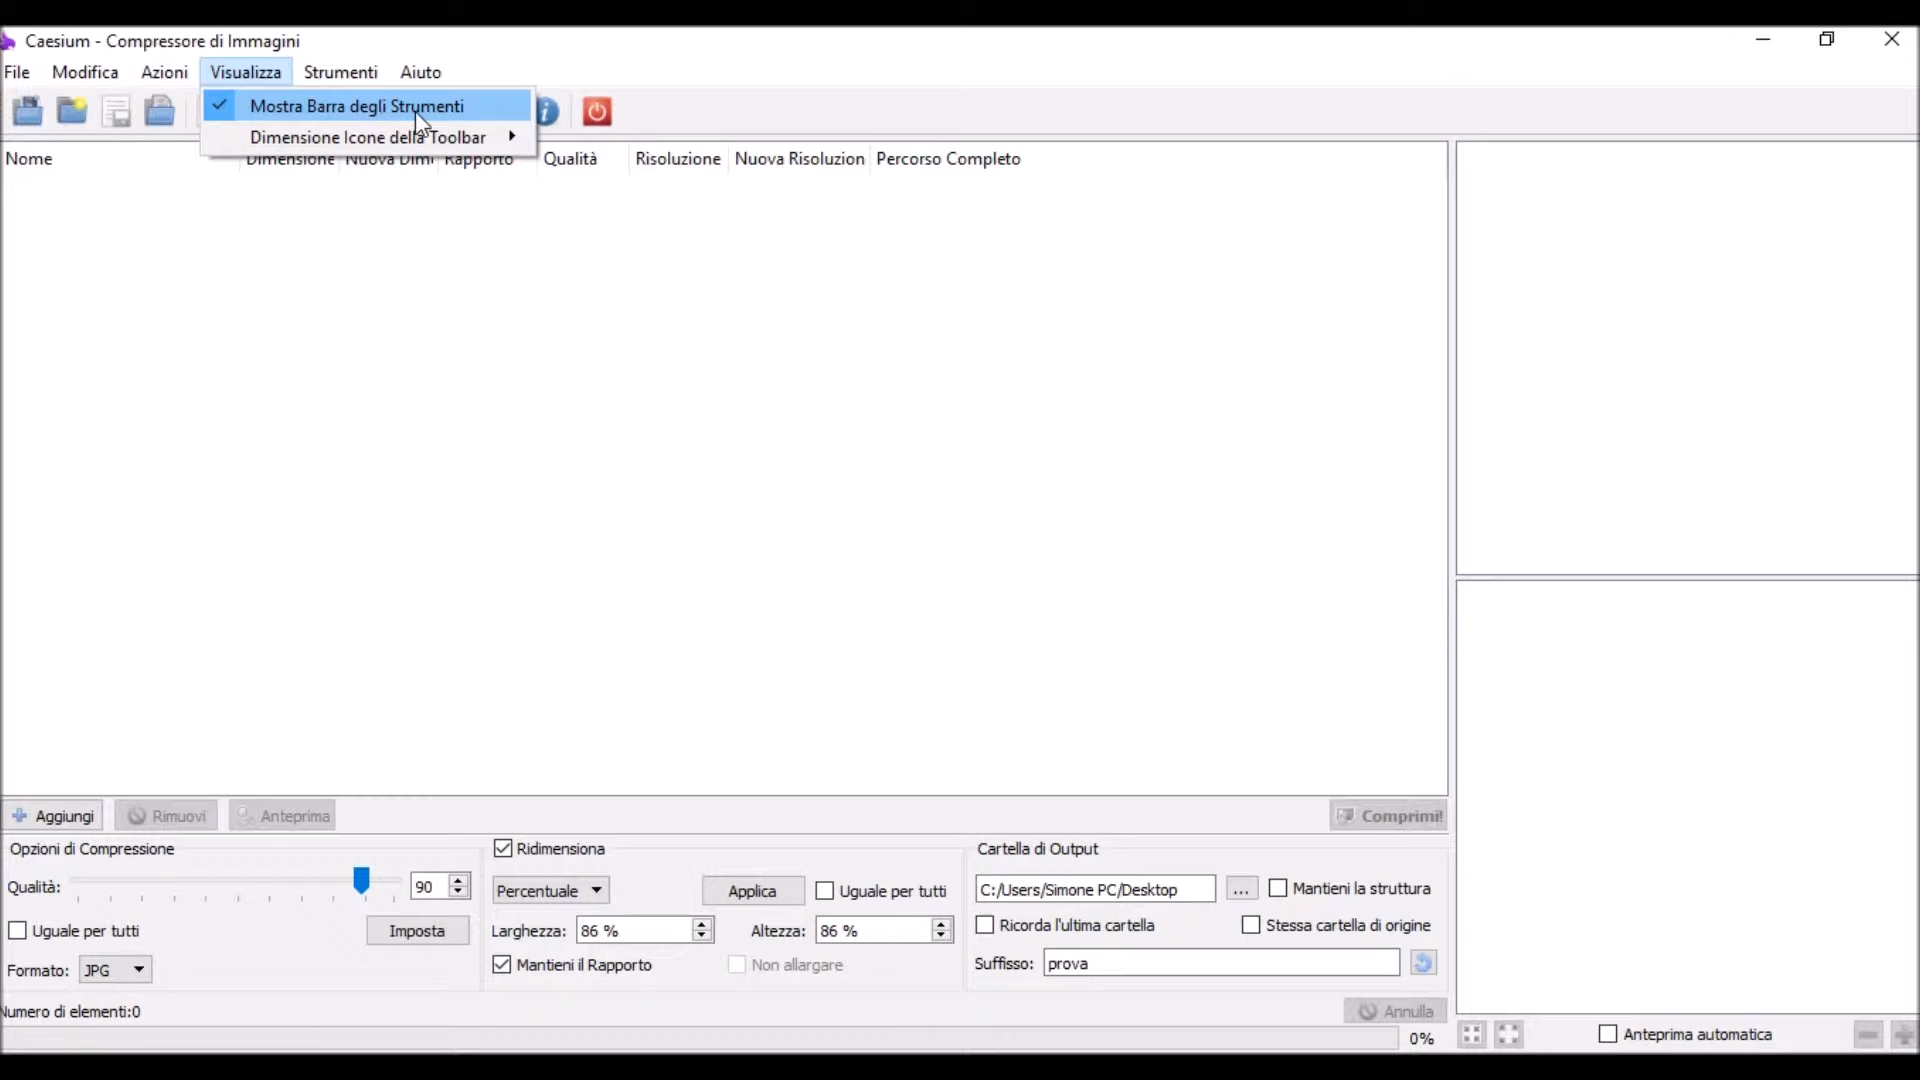 Caesium - Compressore di Immagini
File Modifica Azioni Visualizza Strumenti Aiuto
Mostra Barra degli Strumenti
Dimensione Icone della Toolbar
Nome Dimensione Nuova Dimi Rapporto Qualità Risoluzione Nuova Risoluzion Percorso Completo
Aggiungi Rimuovi Anteprima Comprimi!
Opzioni di Compressione Ridimensiona Cartella di Output
Qualità: 90 Percentuale Applica Uguale per tutti C:/Users/Simone PC/Desktop ... Mantieni la struttura
Uguale per tutti Imposta Larghezza: 86 % Altezza: 86 % Ricorda l'ultima cartella Stessa cartella di origine
Formato: JPG Mantieni il Rapporto Non allargare Suffisso: prova
Numero di elementi:0 Annulla
0% Anteprima automatica